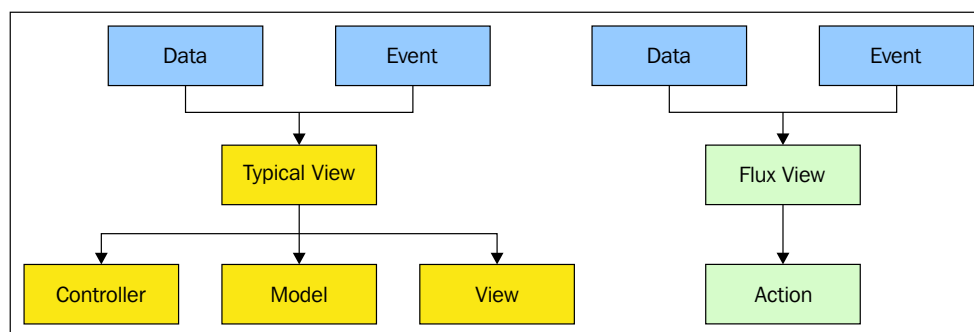 Data
Event
Data
Event
Typical View
Flux View
Controller
Model
View
Action